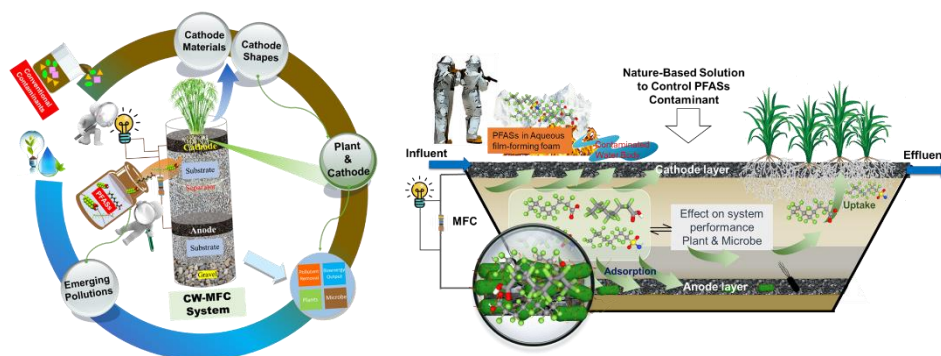 Cathode
Materials
Cathode
Shapes
Conventional
Contaminants
Plant
&
Cathode
PFASs
Emerging
Pollutions
Cathode
Substrate
Separator
Anode
Substrate
Gravel
CW-MFC
System
Pollutant
Removal
Bioenergy
Output
Plants
Microbe
Nature-Based Solution
to Control PFASs
Contaminant
PFASs in Aqueous
film-forming foam
Contaminated
Water Body
Influent
Effluent
Cathode layer
MFC
Effect on system
performance
Plant & Microbe
Uptake
Adsorption
Anode layer